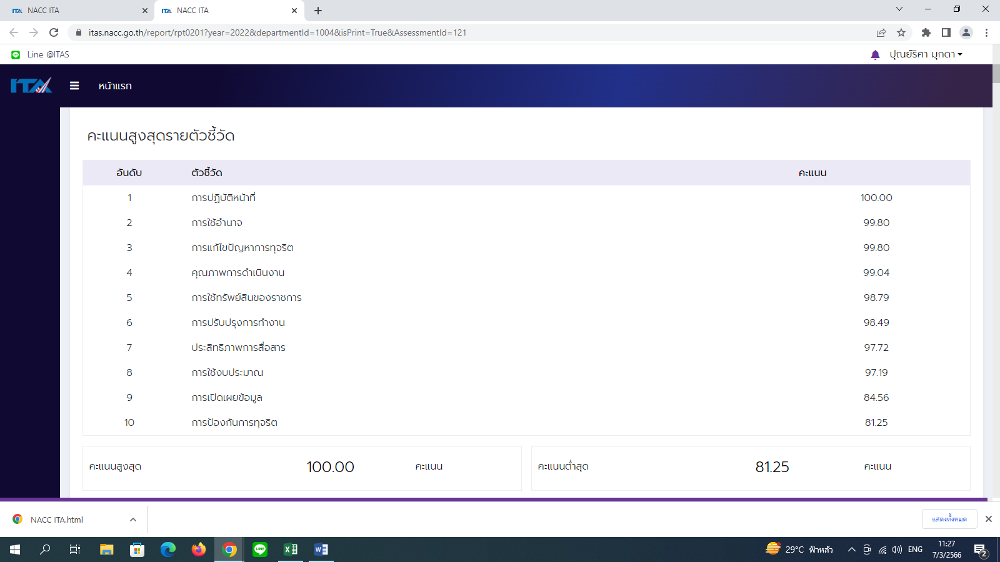 NACC ITA
NACC ITA
itas.nacc.go.th/report/rpt0201?year=2022&departmentId=1004&isPrint=True&AssessmentId=121
Line @ITAS
ปุณย์ริศา มุกดา
ITA
หน้าแรก
คะแนนสูงสุดรายตัวชี้วัด
อันดับ ตัวชี้วัด คะแนน
1 การปฏิบัติหน้าที่ 100.00
2 การใช้อำนาจ 99.80
3 การแก้ไขปัญหาการทุจริต 99.80
4 คุณภาพการดำเนินงาน 99.04
5 การใช้ทรัพย์สินของราชการ 98.79
6 การปรับปรุงการทำงาน 98.49
7 ประสิทธิภาพการสื่อสาร 97.72
8 การใช้งบประมาณ 97.19
9 การเปิดเผยข้อมูล 84.56
10 การป้องกันการทุจริต 81.25
คะแนนสูงสุด 100.00 คะแนน
คะแนนต่ำสุด 81.25 คะแนน
NACC ITA.html
แสดงทั้งหมด
29°C ฟ้าหลัว
ENG
11:27
7/3/2566
2